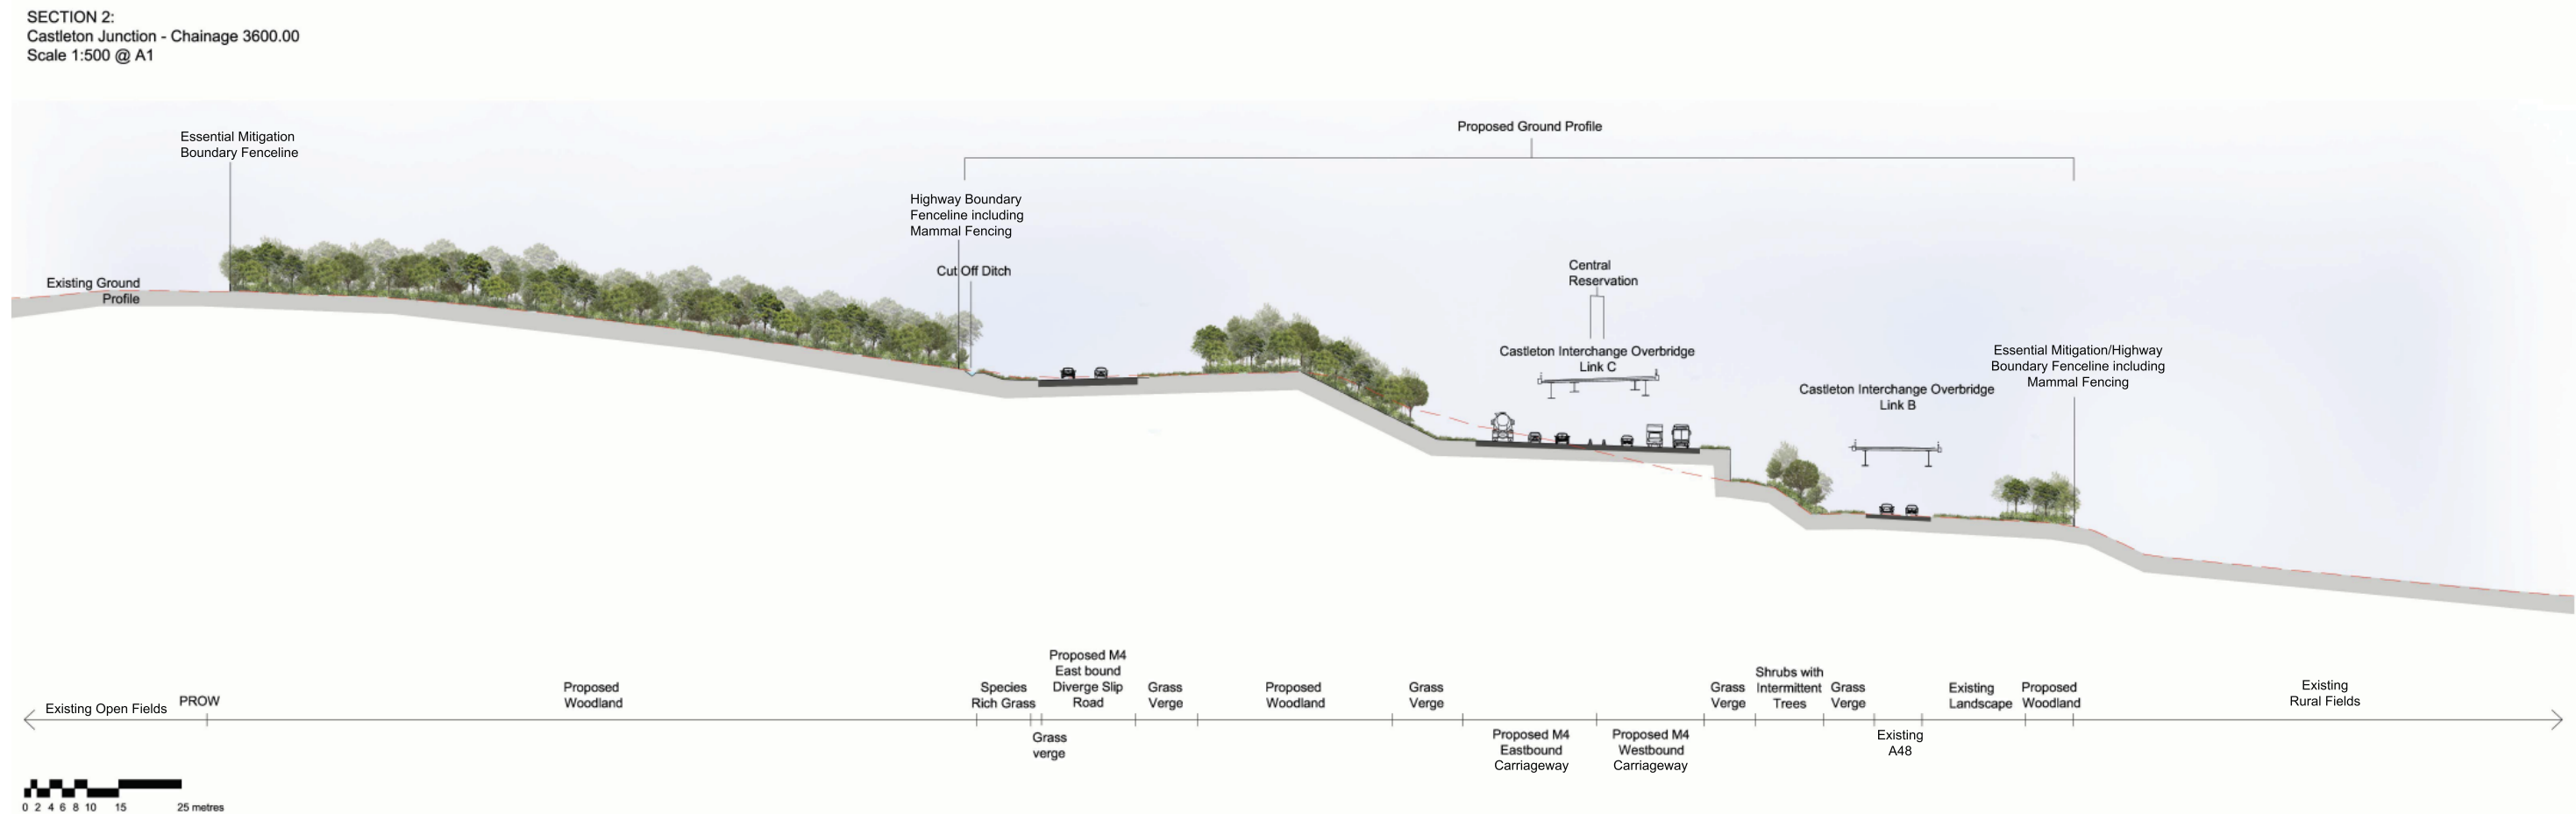 SECTION 2:
Castleton Junction - Chainage 3600.00
Scale 1:500 @ A1
Proposed Ground Profile
Essential Mitigation
Boundary Fenceline
Highway Boundary
Fenceline including
Mammal Fencing
Cut Off Ditch
Existing Ground
Profile
Central
Reservation
Castleton Interchange Overbridge
Link C
Castleton Interchange Overbridge
Link B
Essential Mitigation/Highway
Boundary Fenceline including
Mammal Fencing
Existing Open Fields
PROW
Proposed
Woodland
Species
Rich Grass
Grass
verge
Proposed M4
East bound
Diverge Slip
Road
Grass
Verge
Proposed
Woodland
Grass
Verge
Proposed M4
Eastbound
Carriageway
Proposed M4
Westbound
Carriageway
Grass
Verge
Shrubs with
Intermittent
Trees
Grass
Verge
Existing
A48
Existing
Landscape
Proposed
Woodland
Existing
Rural Fields
0 2 4 6 8 10 15 25 metres